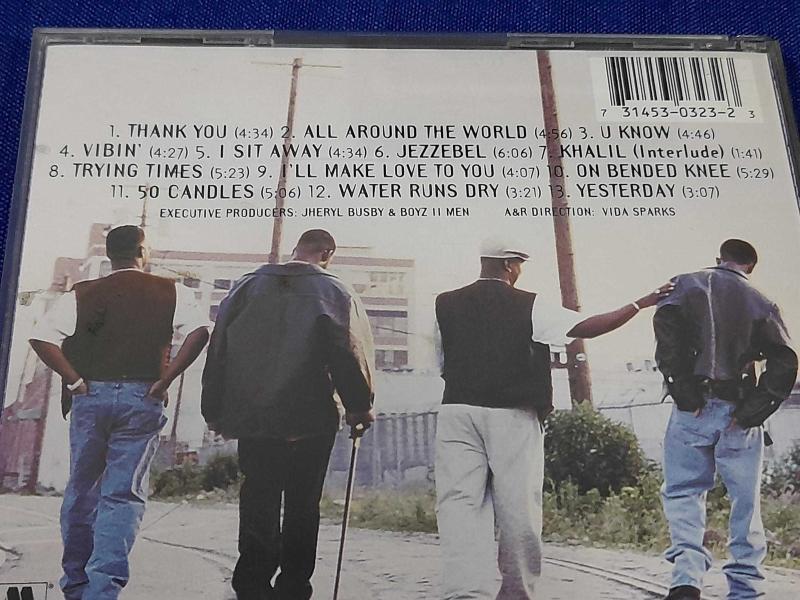 7 31453-0323-2 3
1. THANK YOU (4:34) 2. ALL AROUND THE WORLD (4:56) 3. U KNOW (4:46)
4. VIBIN' (4:27) 5. I SIT AWAY (4:34) 6. JEZZEBEL (6:06) 7. KHALIL (Interlude) (1:41)
8. TRYING TIMES (5:23) 9. I'LL MAKE LOVE TO YOU (4:07) 10. ON BENDED KNEE (5:29)
11. 50 CANDLES (5:06) 12. WATER RUNS DRY (3:21) 13. YESTERDAY (3:07)
EXECUTIVE PRODUCERS: JHERYL BUSBY & BOYZ II MEN A&R DIRECTION: VIDA SPARKS
M